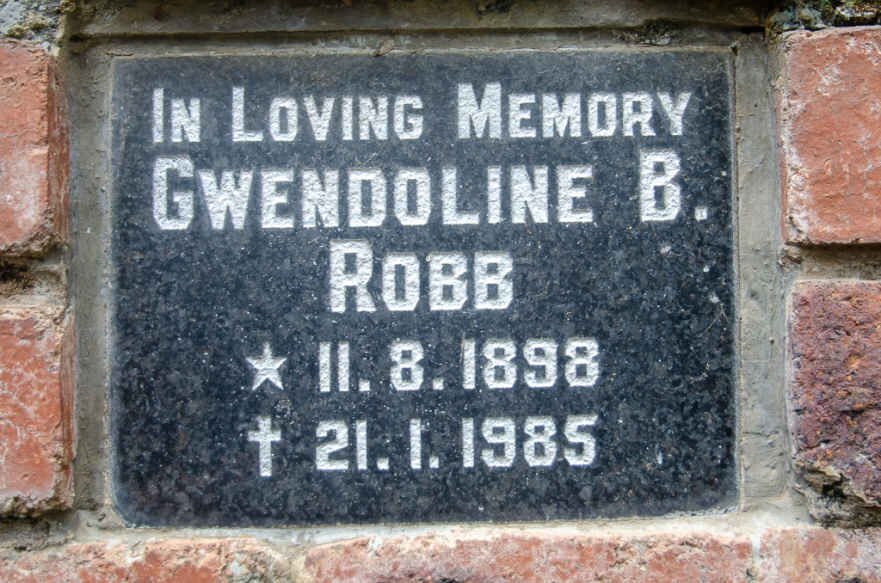 In Loving Memory
Gwendoline B.
Robb
★ 11.8.1898
✝ 21.1.1985